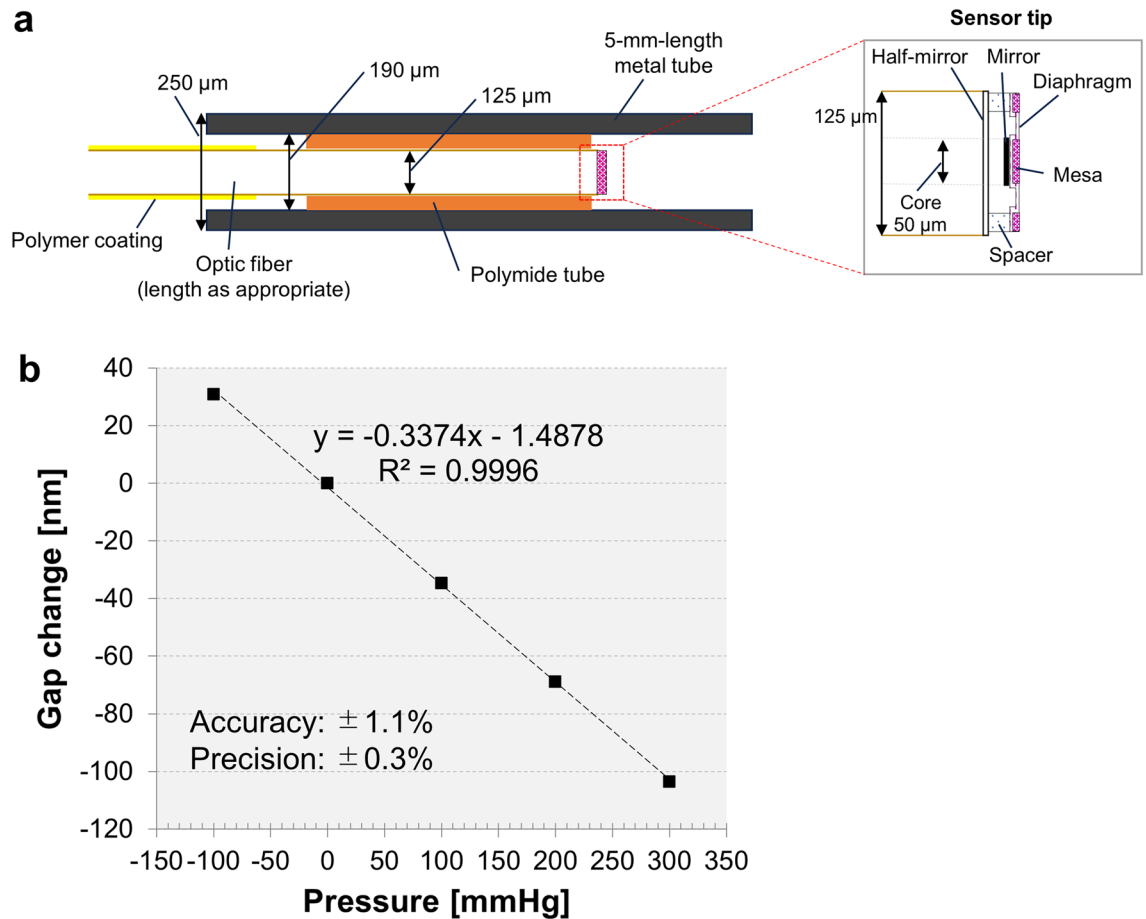 a
Sensor tip
5-mm-length
metal tube
190 μm
250 μm
125 μm
Half-mirror
Mirror
Diaphragm
125 μm
Mesa
Core
50 μm
Spacer
Polymer coating
Optic fiber
(length as appropriate)
Polymide tube
b
40
20
0
-20
-40
-60
-80
-100
-120
Gap change [nm]
y = -0.3374x - 1.4878
R² = 0.9996
Accuracy: ±1.1%
Precision: ±0.3%
-150 -100 -50 0 50 100 150 200 250 300 350
Pressure [mmHg]